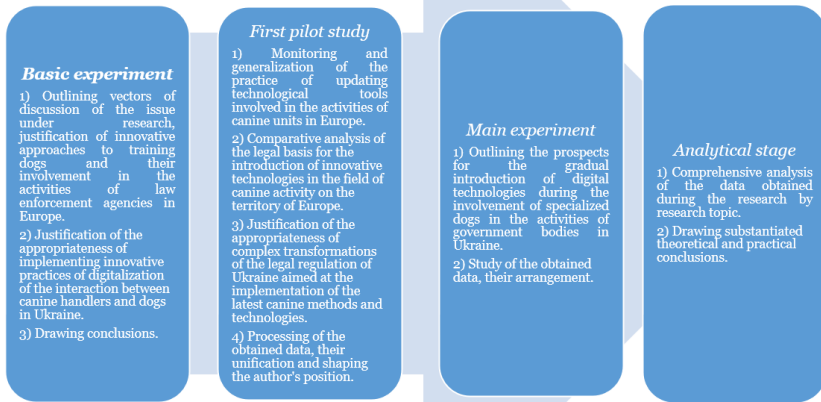 Basic experiment
1) Outlining vectors of
discussion of the issue
under research,
justification of innovative
approaches to training
dogs and their
involvement in the
activities of law
enforcement agencies in
Europe.
2) Justification of the
appropriateness of
implementing innovative
practices of digitalization
of the interaction between
canine handlers and dogs
in Ukraine.
3) Drawing conclusions.
First pilot study
1) Monitoring and
generalization of the
practice of updating
technological tools
involved in the activities of
canine units in Europe.
2) Comparative analysis of
the legal basis for the
introduction of innovative
technologies in the field of
canine activity on the
territory of Europe.
3) Justification of the
appropriateness of
complex transformations
of the legal regulation of
Ukraine aimed at the
implementation of the
latest canine methods and
technologies.
4) Processing of the
obtained data, their
unification and shaping
the author's position.
Main experiment
1) Outlining the prospects
for the gradual
introduction of digital
technologies during the
involvement of specialized
dogs in the activities of
government bodies in
Ukraine.
2) Study of the obtained
data, their arrangement.
Analytical stage
1) Comprehensive analysis
of the data obtained
during the research by
research topic.
2) Drawing substantiated
theoretical and practical
conclusions.